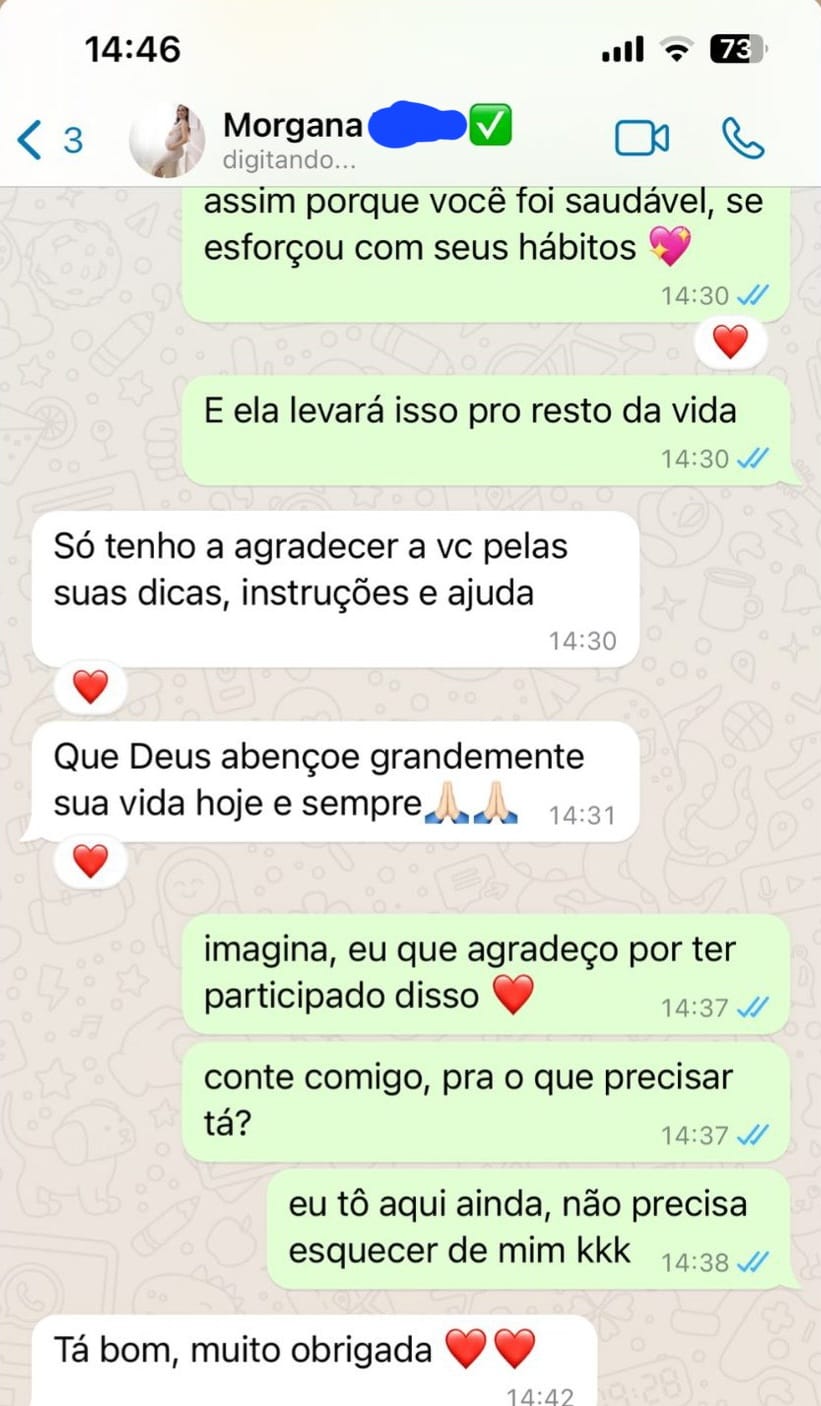 14:46
73
3
Morgana
digitando...
assim porque você foi saudável, se
esforçou com seus hábitos 💖
14:30
❤️
E ela levará isso pro resto da vida
14:30
Só tenho a agradecer a vc pelas
suas dicas, instruções e ajuda
14:30
❤️
Que Deus abençoe grandemente
sua vida hoje e sempre🙏🏻🙏🏻 14:31
❤️
imagina, eu que agradeço por ter
participado disso ❤️ 14:37
conte comigo, pra o que precisar
tá?
14:37
eu tô aqui ainda, não precisa
esquecer de mim kkk 14:38
Tá bom, muito obrigada ❤️❤️
14:42